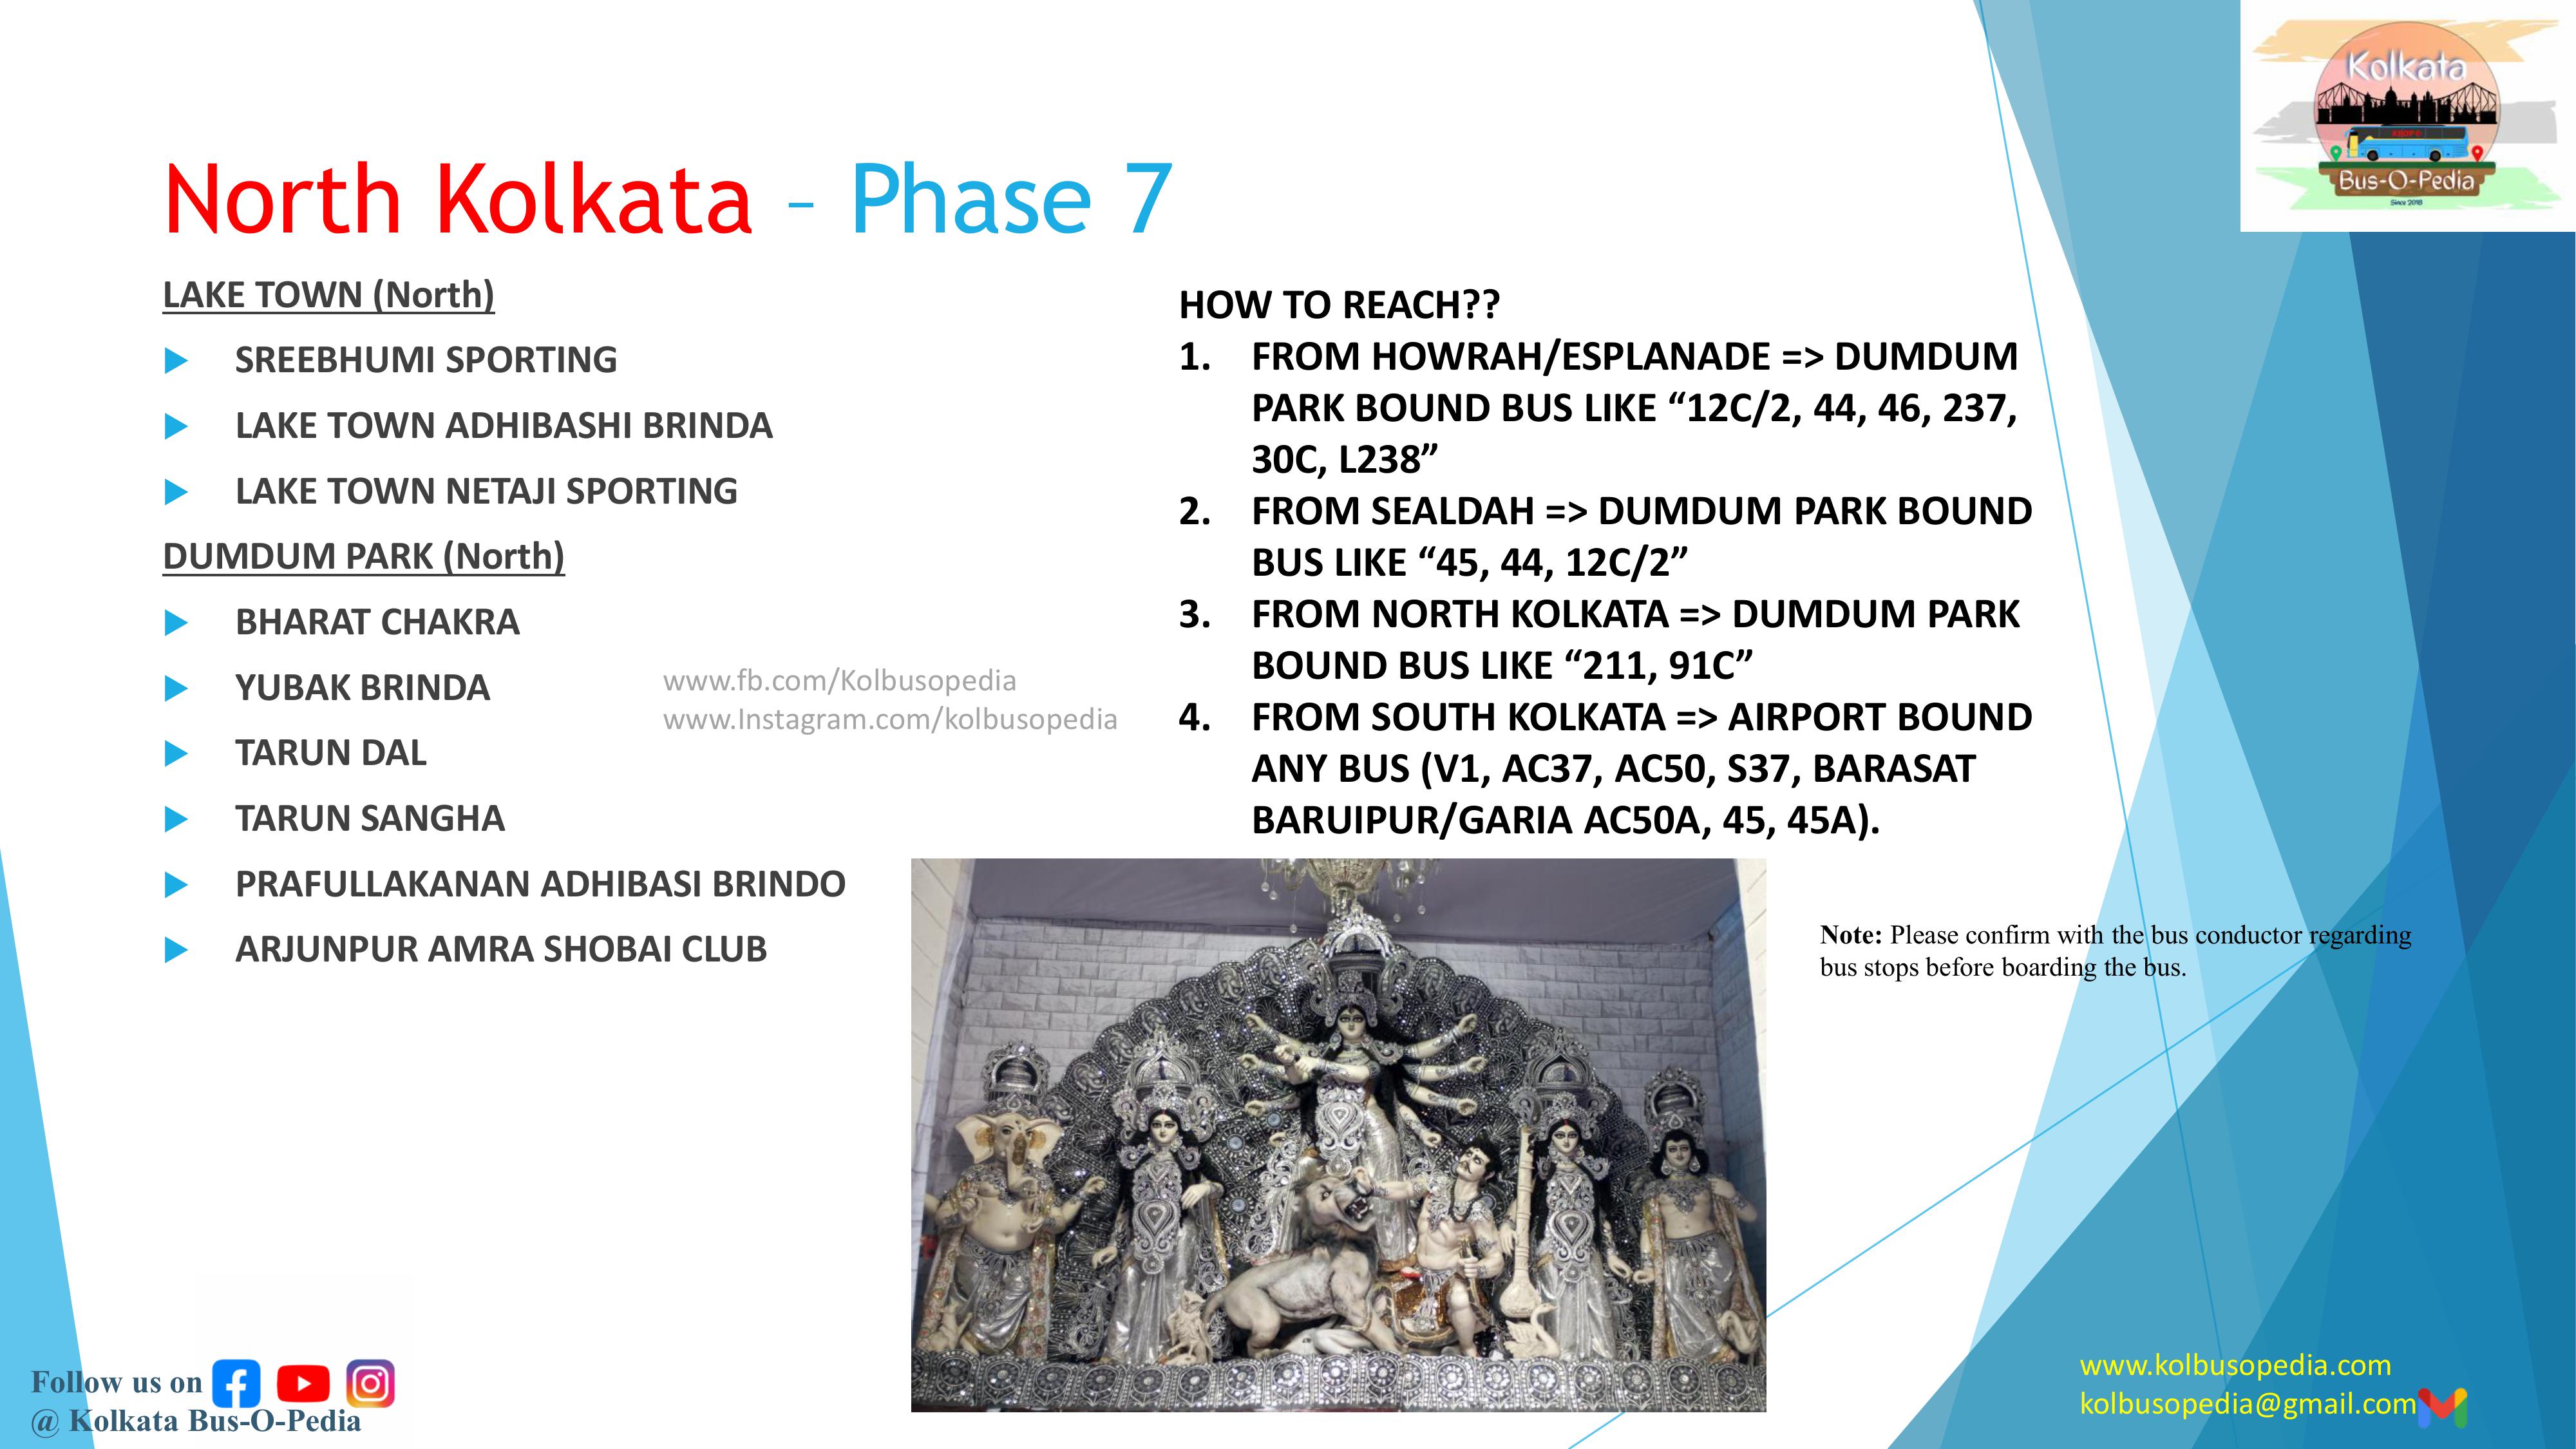 Kolkata
Bus-O-Pedia
Since 2018
North Kolkata – Phase 7
LAKE TOWN (North)
SREEBHUMI SPORTING
LAKE TOWN ADHIBASHI BRINDA
LAKE TOWN NETAJI SPORTING
DUMDUM PARK (North)
BHARAT CHAKRA
YUBAK BRINDA
TARUN DAL
TARUN SANGHA
PRAFULLAKANAN ADHIBASI BRINDO
ARJUNPUR AMRA SHOBAI CLUB
www.fb.com/Kolbusopedia
www.Instagram.com/kolbusopedia
HOW TO REACH??
1. FROM HOWRAH/ESPLANADE => DUMDUM
PARK BOUND BUS LIKE “12C/2, 44, 46, 237,
30C, L238”
2. FROM SEALDAH => DUMDUM PARK BOUND
BUS LIKE “45, 44, 12C/2”
3. FROM NORTH KOLKATA => DUMDUM PARK
BOUND BUS LIKE “211, 91C”
4. FROM SOUTH KOLKATA => AIRPORT BOUND
ANY BUS (V1, AC37, AC50, S37, BARASAT
BARUIPUR/GARIA AC50A, 45, 45A).
Note: Please confirm with the bus conductor regarding
bus stops before boarding the bus.
Follow us on
@ Kolkata Bus-O-Pedia
www.kolbusopedia.com
kolbusopedia@gmail.com